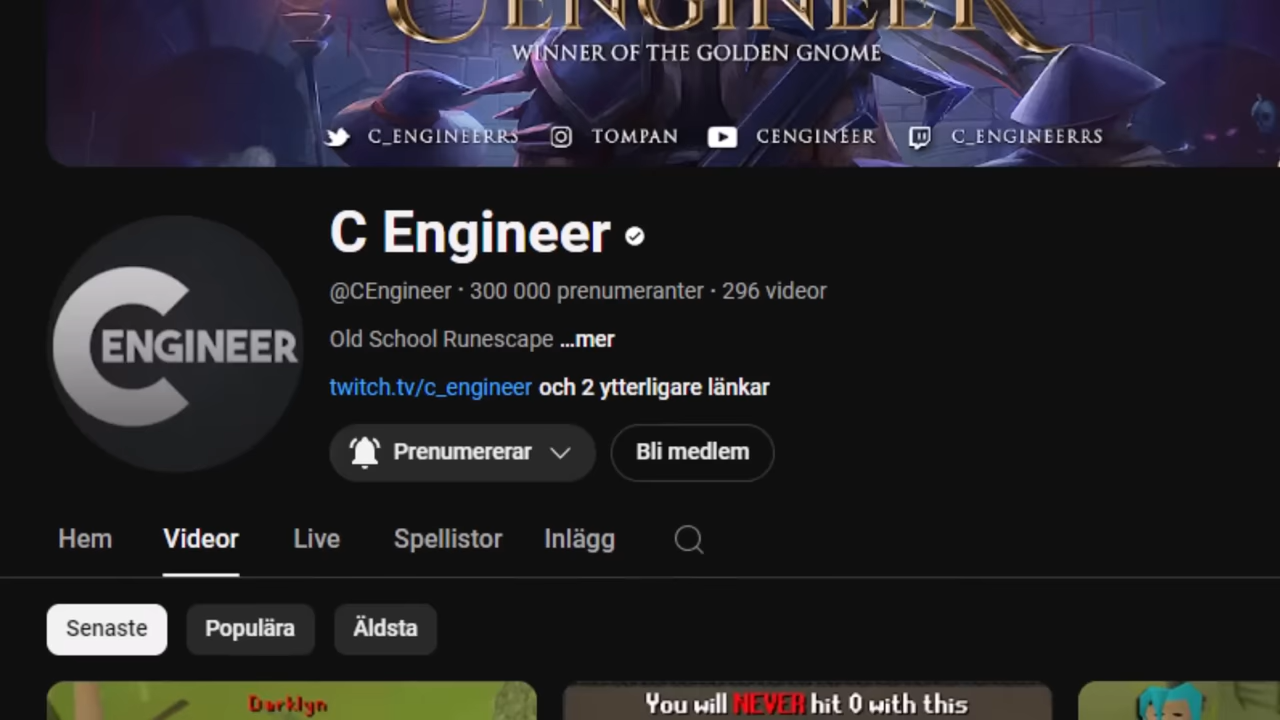 CENGINEER
WINNER OF THE GOLDEN GNOME
C_ENGINEERRS TOMPAN CENGINEER C_ENGINEERRS
C Engineer
@CEngineer · 300 000 prenumeranter · 296 videor
C ENGINEER
Old School Runescape ...mer
twitch.tv/c_engineer och 2 ytterligare länkar
Prenumererar Bli medlem
Hem Videor Live Spellistor Inlägg
Senaste Populära Äldsta
Darklyn You will NEVER hit 0 with this